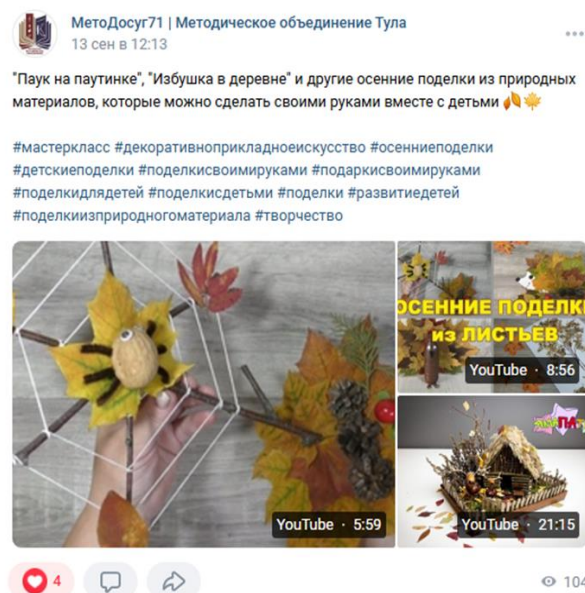 МетоДосуг71 | Методическое объединение Тула
13 сен в 12:13
"Паук на паутинке", "Избушка в деревне" и другие осенние поделки из природных
материалов, которые можно сделать своими руками вместе с детьми
#мастеркласс #декоративноприкладноеискусство #осенниеподелки
#детскиеподелки #поделкисвоимируками #подаркисвоимируками
#поделкидлядетей #поделкисдетьми #поделки #развитиедетей
#поделкиизприродногоматериала #творчество
ОСЕННИЕ ПОДЕЛК
из ЛИСТЬЕВ
YouTube · 8:56
YouTube · 5:59
YouTube · 21:15
4
104